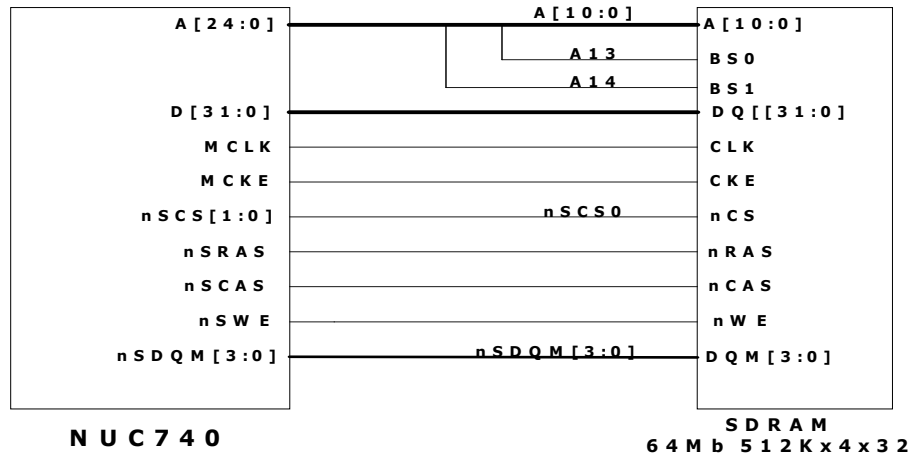 A[10:0]
A[24:0] A[10:0]
A13 BS0
A14 BS1
D[31:0] DQ[[31:0]
MCLK CLK
MCKE CKE
nSCS[1:0] nSCS0 nCS
nSRAS nRAS
nSCAS nCAS
nSWE nWE
nSDQM[3:0] nSDQM[3:0] DQM[3:0]
NUC740
SDRAM
64Mb 512Kx4x32